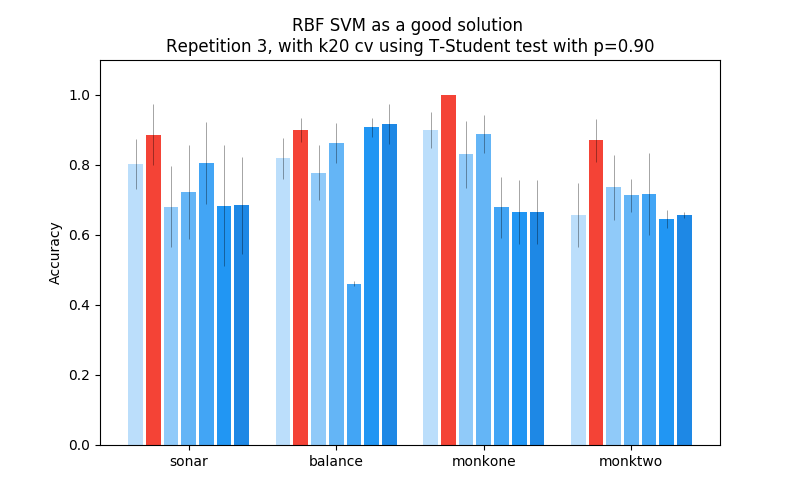 RBF SVM as a good solution
Repetition 3, with k20 cv using T-Student test with p=0.90
1.0
0.8
0.6
0.4
0.2
0.0
Accuracy
sonar
balance
monkone
monktwo